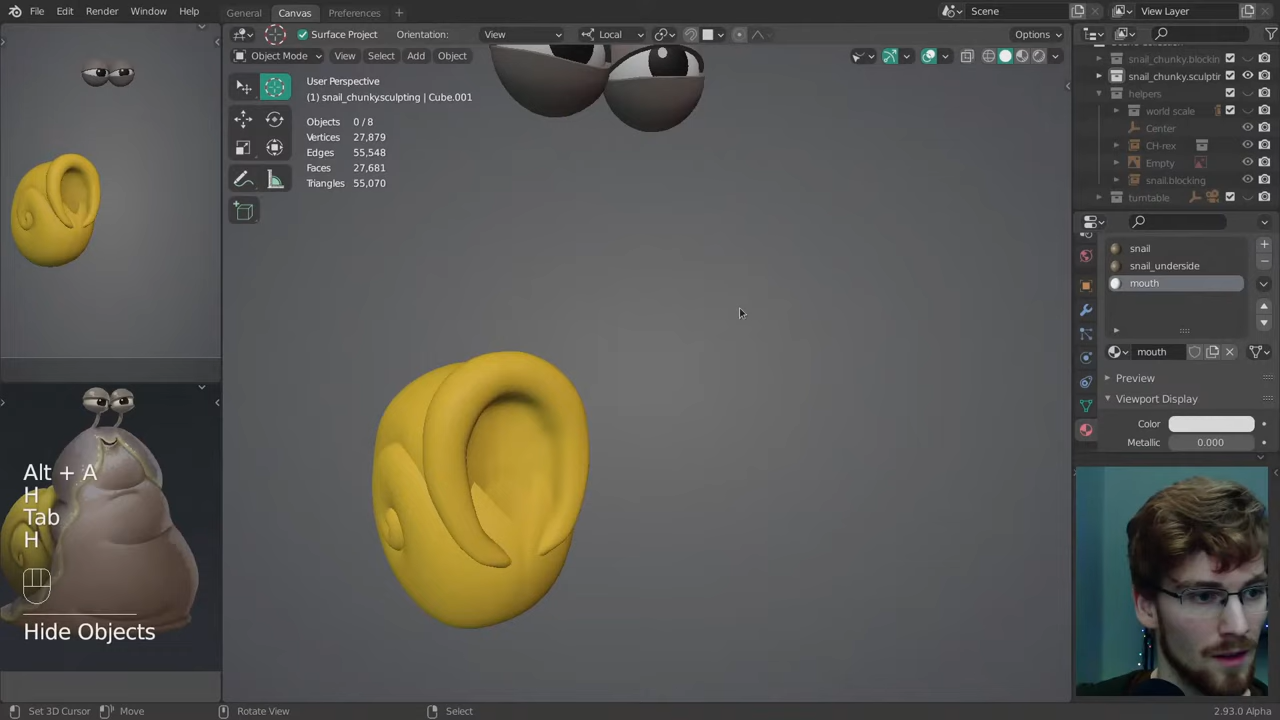 File Edit Render Window Help
General Canvas Preferences +
Scene
View Layer
Surface Project
Orientation: View
Local
Options
Object Mode
View Select Add Object
User Perspective
(1) snail_chunky.sculpting | Cube.001
Objects 0 / 8
Vertices 27,879
Edges 55,548
Faces 27,681
Triangles 55,070
snail_chunky.blockin
snail_chunky.sculptir
helpers
world scale
Center
CH-rex
Empty
snail.blocking
turntable
snail
snail_underside
mouth
mouth
Preview
Viewport Display
Color
Metallic 0.000
Alt + A
H
Tab
H
Hide Objects
Set 3D Cursor
Move
Rotate View
Select
2.93.0 Alpha